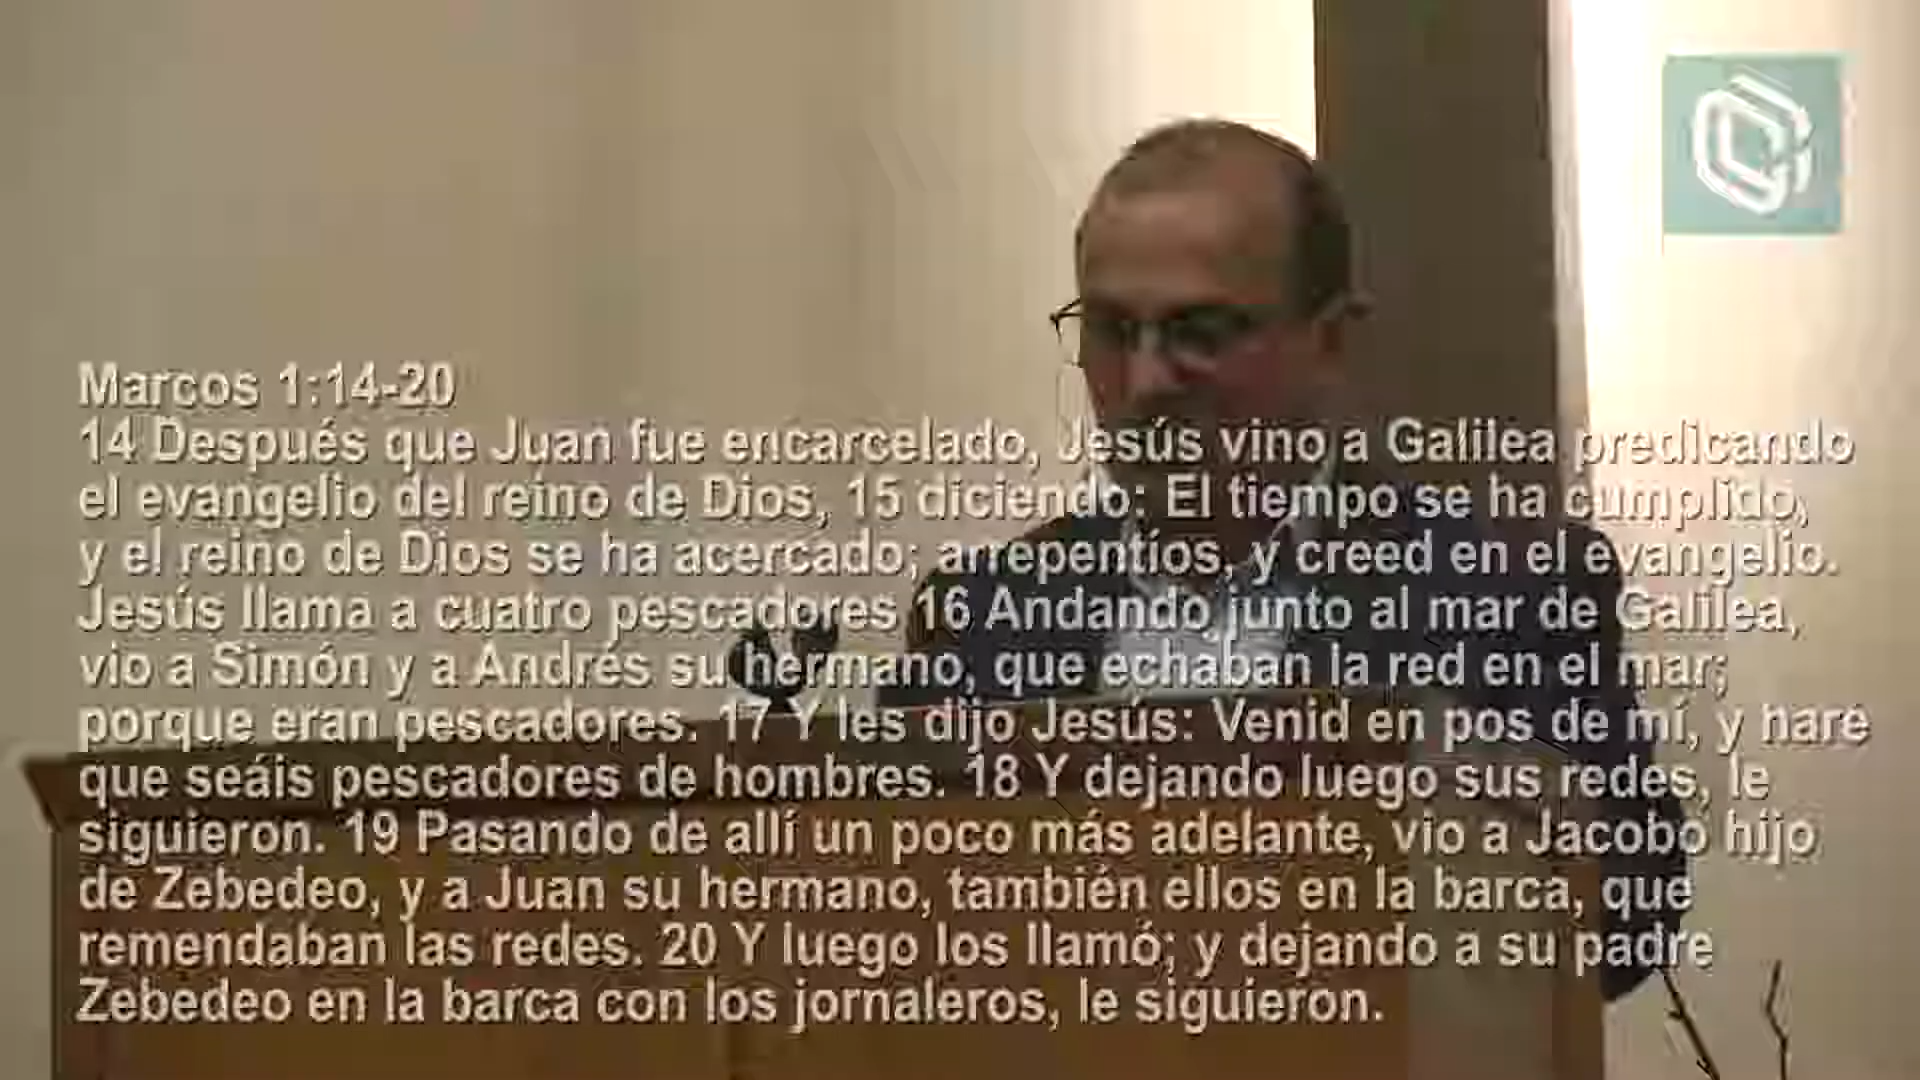 Marcos 1:14-20
14 Después que Juan fue encarcelado, Jesús vino a Galilea predicando
el evangelio del reino de Dios, 15 diciendo: El tiempo se ha cumplido,
y el reino de Dios se ha acercado; arrepentíos, y creed en el evangelio.
Jesús llama a cuatro pescadores 16 Andando junto al mar de Galilea,
vio a Simón y a Andrés su hermano, que echaban la red en el mar;
porque eran pescadores. 17 Y les dijo Jesús: Venid en pos de mí, y haré
que seáis pescadores de hombres. 18 Y dejando luego sus redes, le
siguieron. 19 Pasando de allí un poco más adelante, vio a Jacobo hijo
de Zebedeo, y a Juan su hermano, también ellos en la barca, que
remendaban las redes. 20 Y luego los llamó; y dejando a su padre
Zebedeo en la barca con los jornaleros, le siguieron.